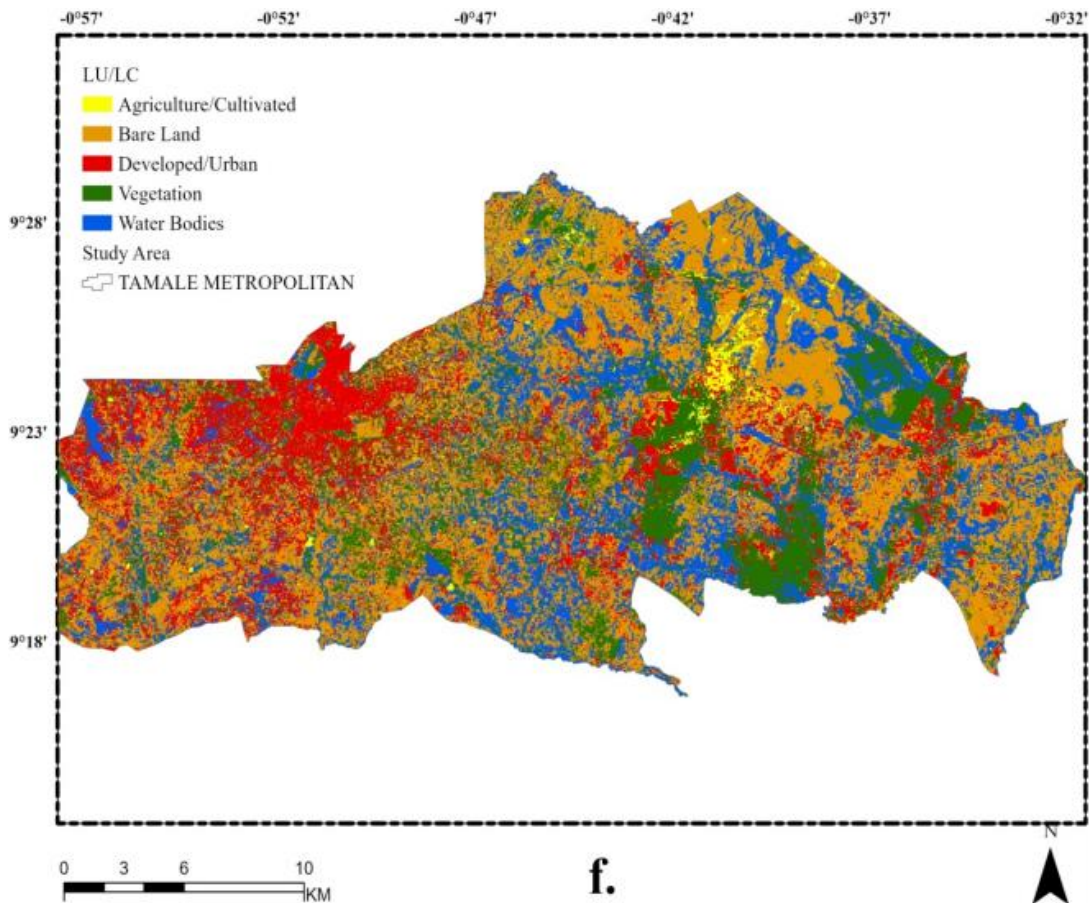 -0°57' -0°52' -0°47' -0°42' -0°37' -0°32'
LU/LC
Agriculture/Cultivated
Bare Land
Developed/Urban
Vegetation
Water Bodies
Study Area
TAMALE METROPOLITAN
9°28'
9°23'
9°18'
0 3 6 10
KM
f.
N